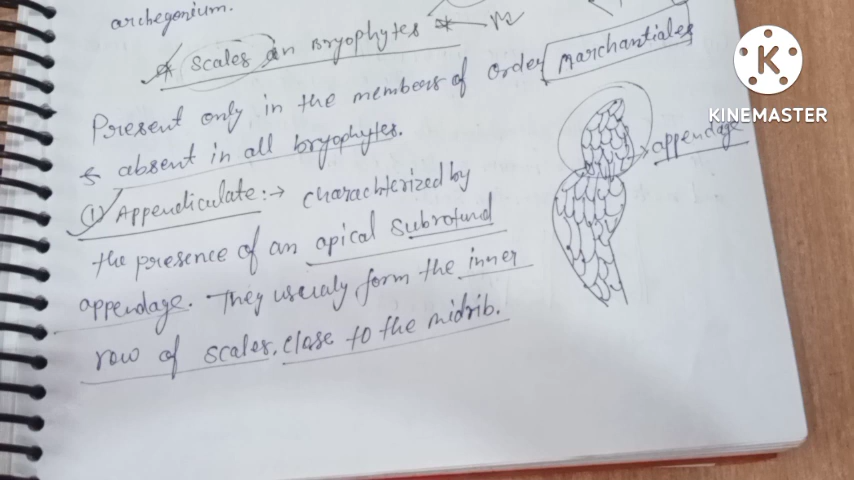 archegonium.
* Scales in Bryophytes *
Present only in the members of order Marchantiales
& absent in all bryophytes.
(1) Appendiculate :→ charachterized by
the presence of an apical Subrotund
appendage. They usualy form the inner
row of scales, close to the midrib.
appendage
K
KINEMASTER